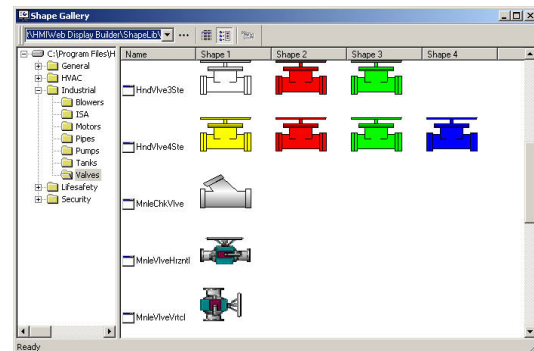 Shape Gallery
\HMIWeb Display Builder\ShapeLib\
C:\Program Files\H
General
HVAC
Industrial
Blowers
ISA
Motors
Pipes
Pumps
Tanks
Valves
Lifesafety
Security
Name Shape 1 Shape 2 Shape 3 Shape 4
HndVlve3Ste
HndVlve4Ste
MnleChkVlve
MnleVlveHrzntl
MnleVlveVrtcl
Ready